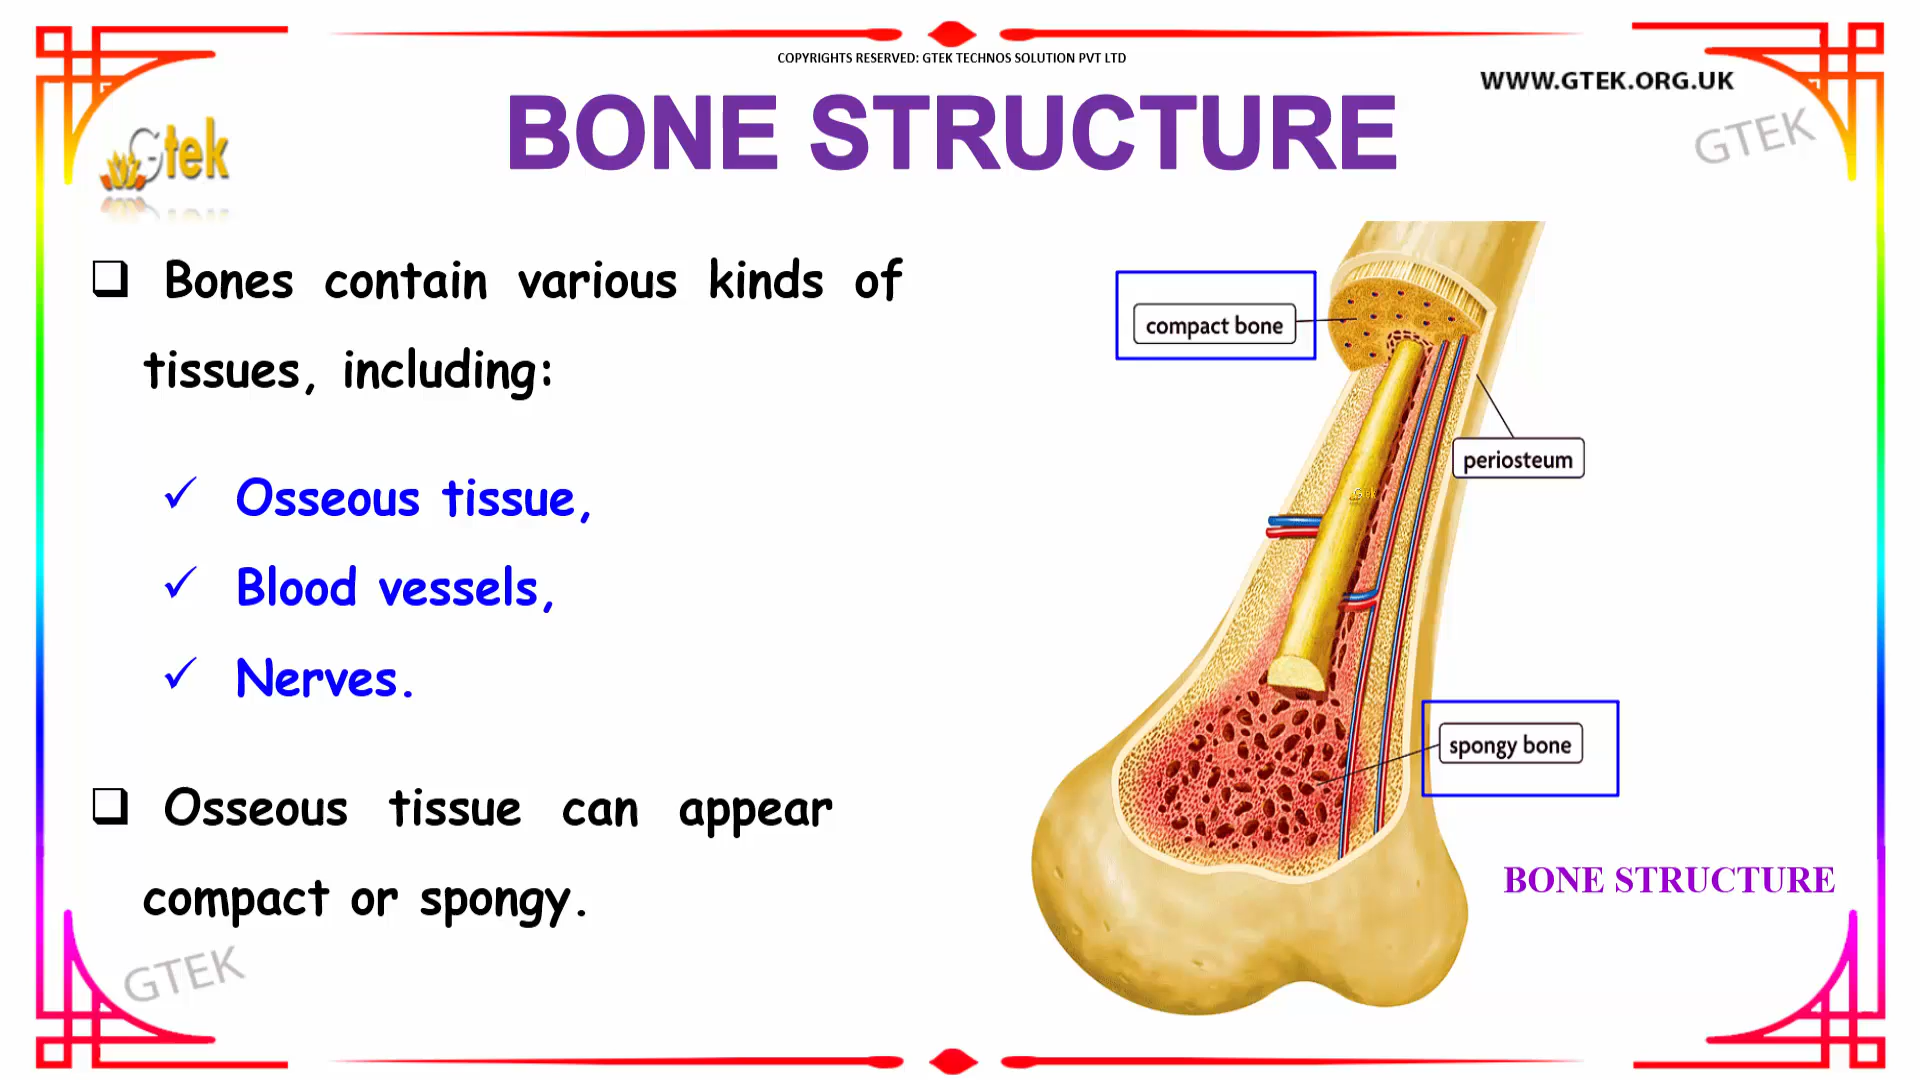 COPYRIGHTS RESERVED: GTEK TECHNOS SOLUTION PVT LTD
WWW.GTEK.ORG.UK
GTEK
Gtek
BONE STRUCTURE
Bones contain various kinds of
tissues, including:
Osseous tissue,
Blood vessels,
Nerves.
Osseous tissue can appear
compact or spongy.
compact bone
periosteum
Gtek
spongy bone
BONE STRUCTURE
GTEK